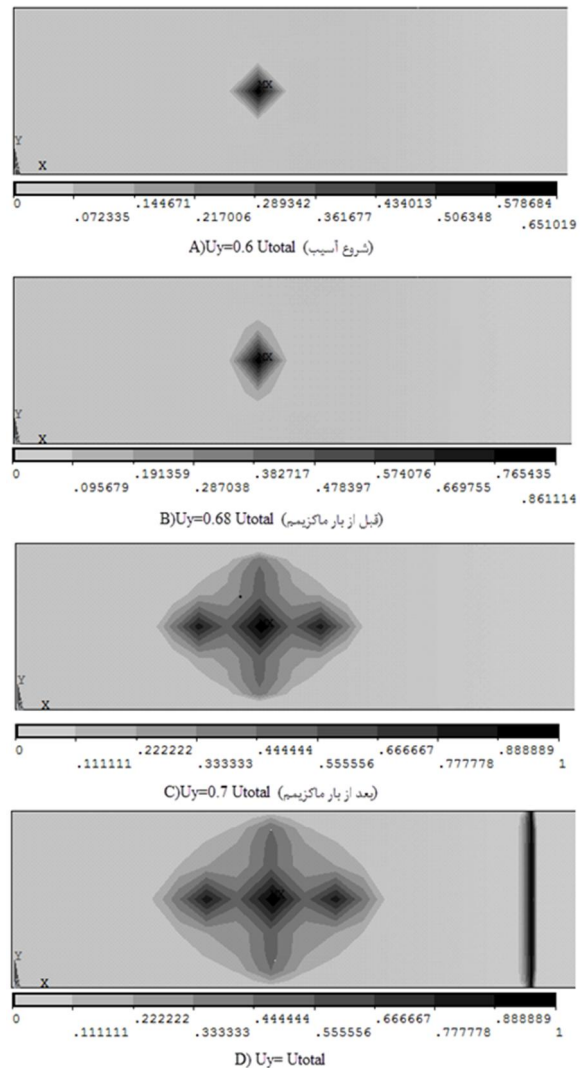 MX
Y
X
0 .144671 .289342 .434013 .578684
.072335 .217006 .361677 .506348 .651019
A)Uy=0.6 Utotal (شروع آسیب)
MX
Y
X
0 .191359 .382717 .574076 .765435
.095679 .287038 .478397 .669755 .861114
B)Uy=0.68 Utotal (قبل از بار ماکزیمم)
Y
X
0 .222222 .444444 .666667 .888889
.111111 .333333 .555556 .777778 1
C)Uy=0.7 Utotal (بعد از بار ماکزیمم)
Y
X
0 .222222 .444444 .666667 .888889
.111111 .333333 .555556 .777778 1
D) Uy= Utotal